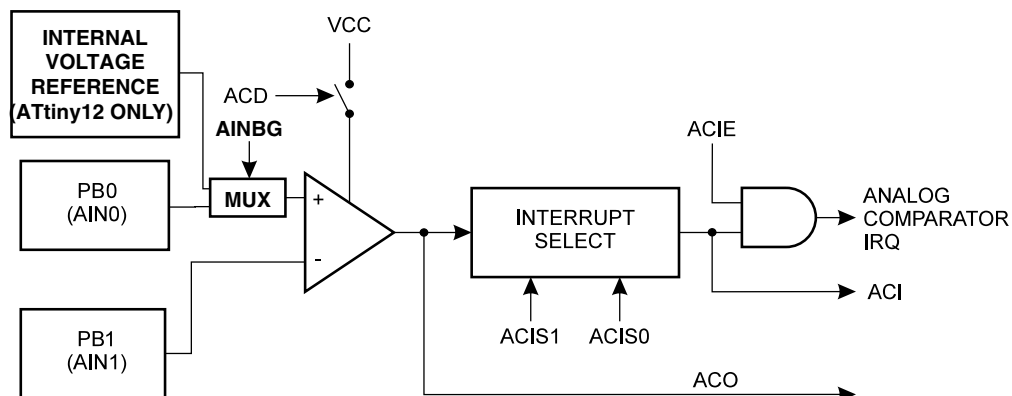 INTERNAL
VOLTAGE
REFERENCE
(ATtiny12 ONLY)
VCC
ACD
AINBG
MUX
PB0
(AIN0)
+
-
PB1
(AIN1)
INTERRUPT
SELECT
ACIS1
ACIS0
ACIE
ANALOG
COMPARATOR
IRQ
ACI
ACO